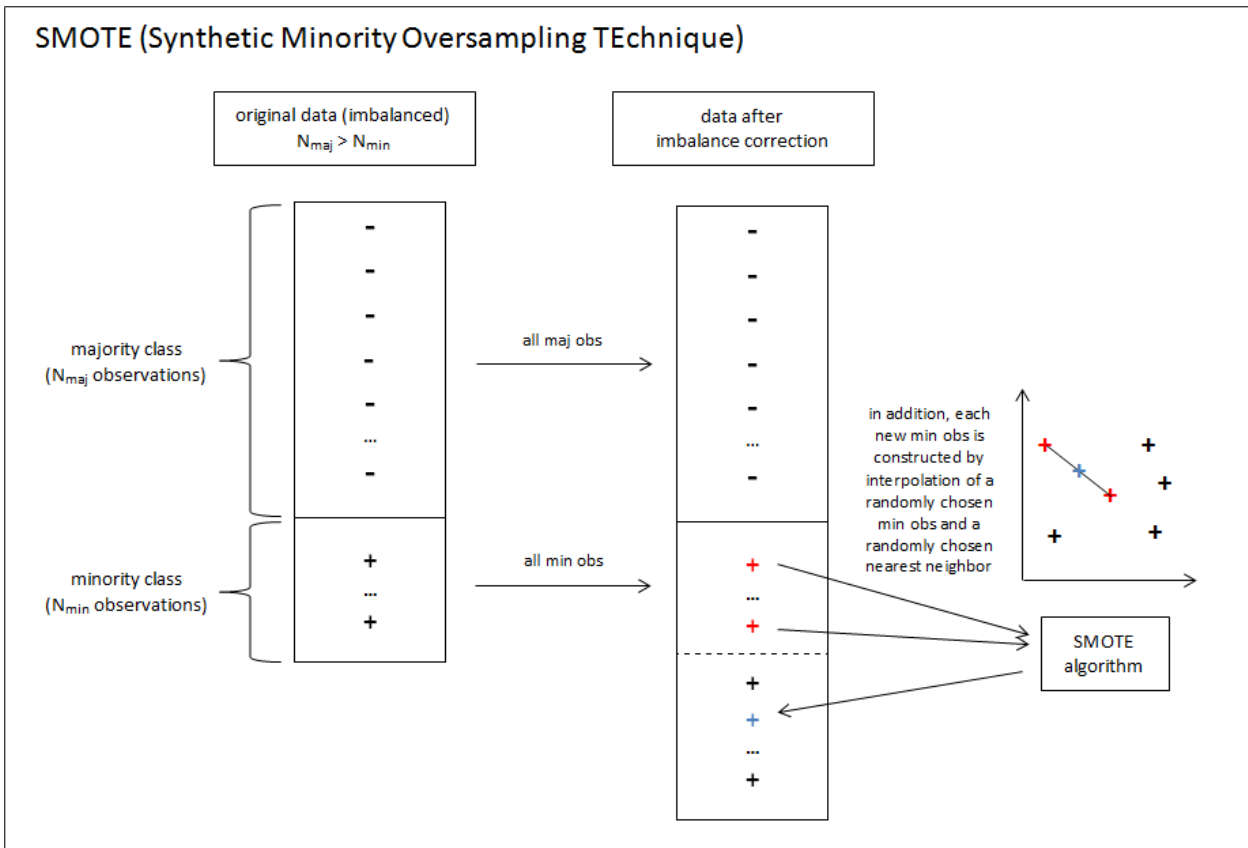 SMOTE (Synthetic Minority Oversampling TEchnique)
original data (imbalanced)
Nmaj > Nmin
data after
imbalance correction
-
-
-
-
-
...
-
majority class
(Nmaj observations)
all maj obs
-
-
-
-
-
...
-
in addition, each
new min obs is
constructed by
interpolation of a
randomly chosen
min obs and a
randomly chosen
nearest neighbor
+
+
+
+
+
+
+
minority class
(Nmin observations)
+
...
+
all min obs
+
...
+
+
+
...
+
SMOTE
algorithm